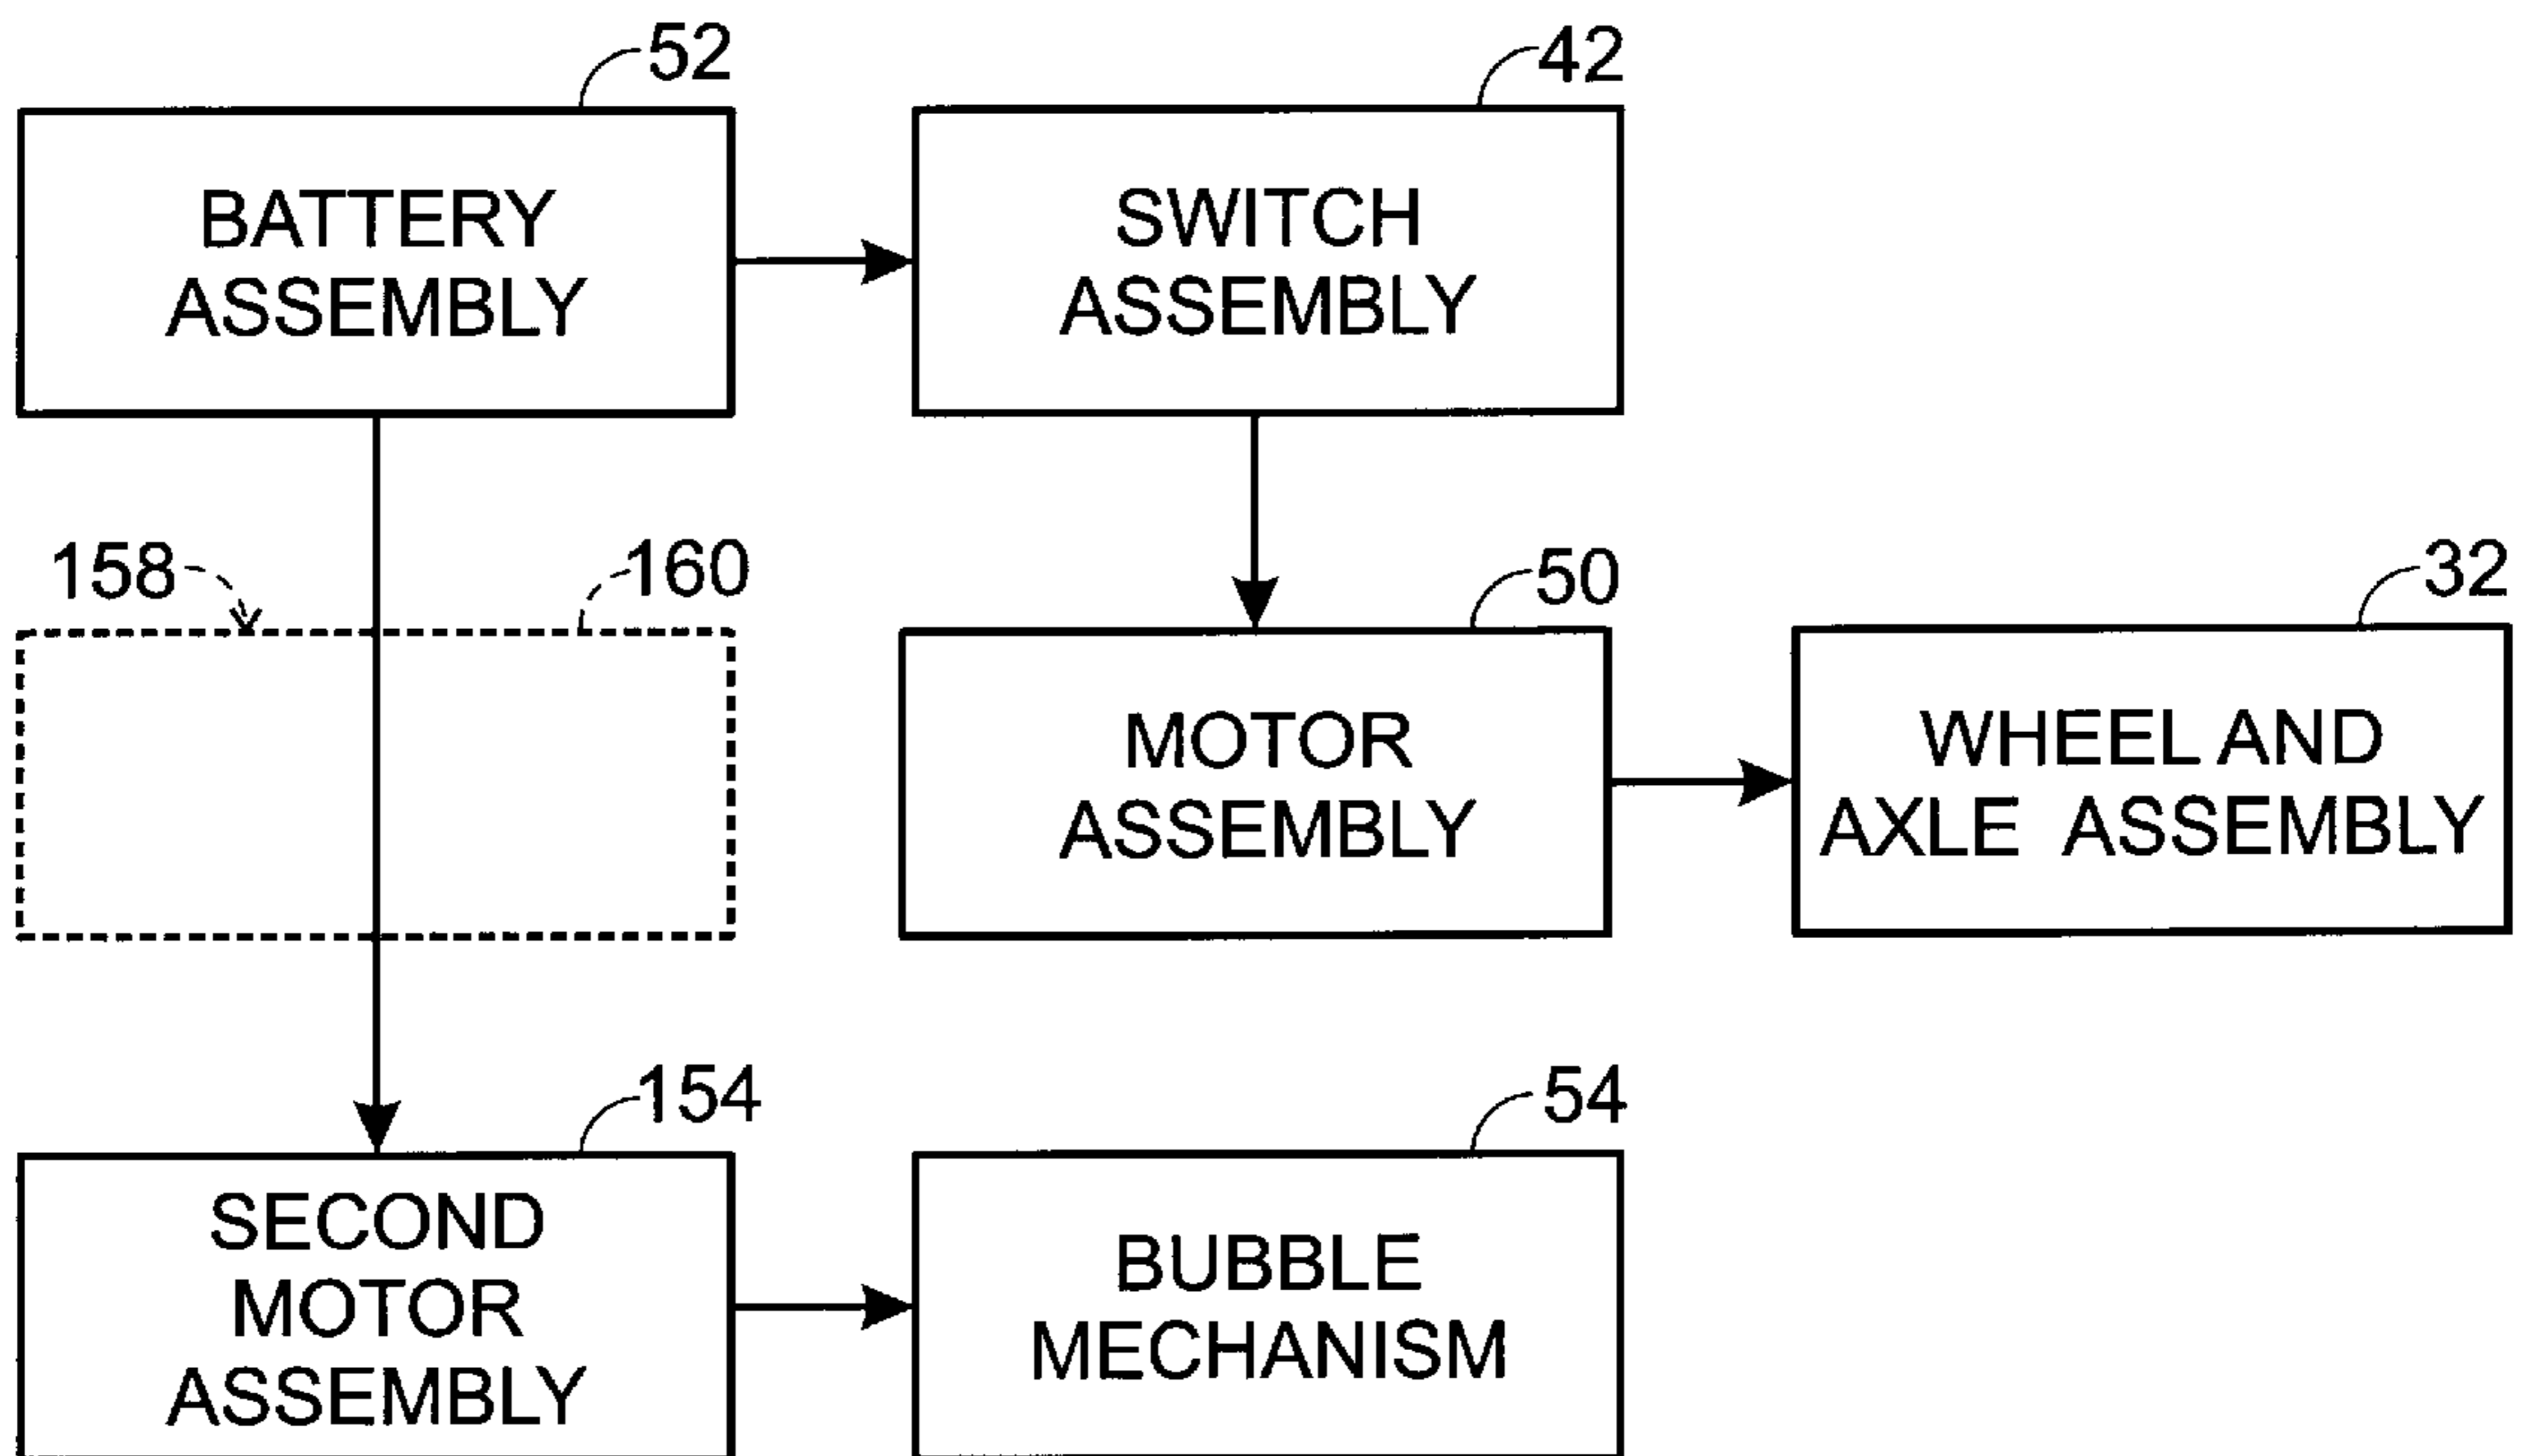 52
42
BATTERY
ASSEMBLY
SWITCH
ASSEMBLY
158
160
50
32
MOTOR
ASSEMBLY
WHEEL AND
AXLE ASSEMBLY
154
54
SECOND
MOTOR
ASSEMBLY
BUBBLE
MECHANISM